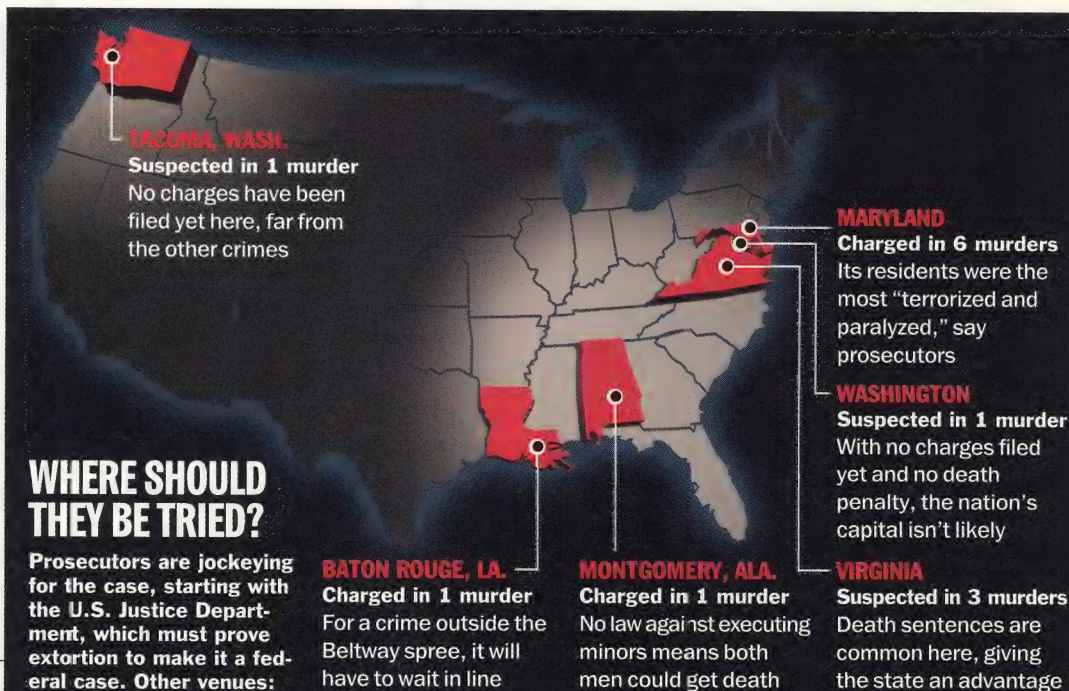 TACOMA, WASH.
Suspected in 1 murder
No charges have been
filed yet here, far from
the other crimes
MARYLAND
Charged in 6 murders
Its residents were the
most “terrorized and
paralyzed,” say
prosecutors
WASHINGTON
Suspected in 1 murder
With no charges filed
yet and no death
penalty, the nation’s
capital isn’t likely
WHERE SHOULD
THEY BE TRIED?
Prosecutors are jockeying
for the case, starting with
the U.S. Justice Depart-
ment, which must prove
extortion to make it a fed-
eral case. Other venues:
BATON ROUGE, LA.
Charged in 1 murder
For a crime outside the
Beltway spree, it will
have to wait in line
MONTGOMERY, ALA.
Charged in 1 murder
No law against executing
minors means both
men could get death
VIRGINIA
Suspected in 3 murders
Death sentences are
common here, giving
the state an advantage